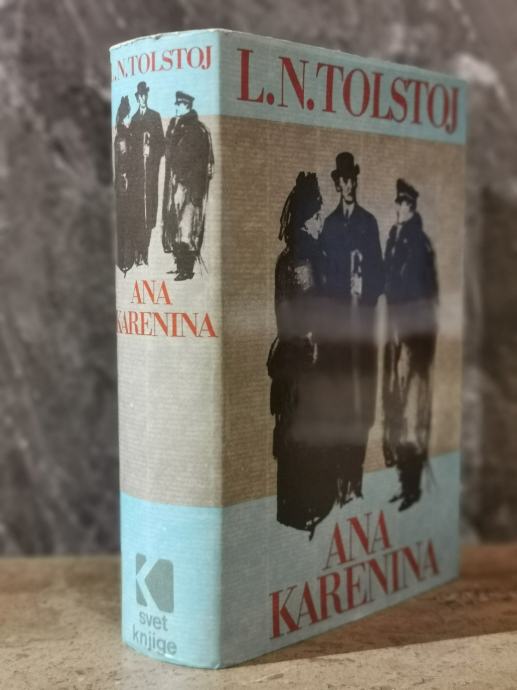 L.N.TOLSTOJ
ANA
KARENINA
K
svet
knjige
L.N.TOLSTOJ
ANA
KARENINA